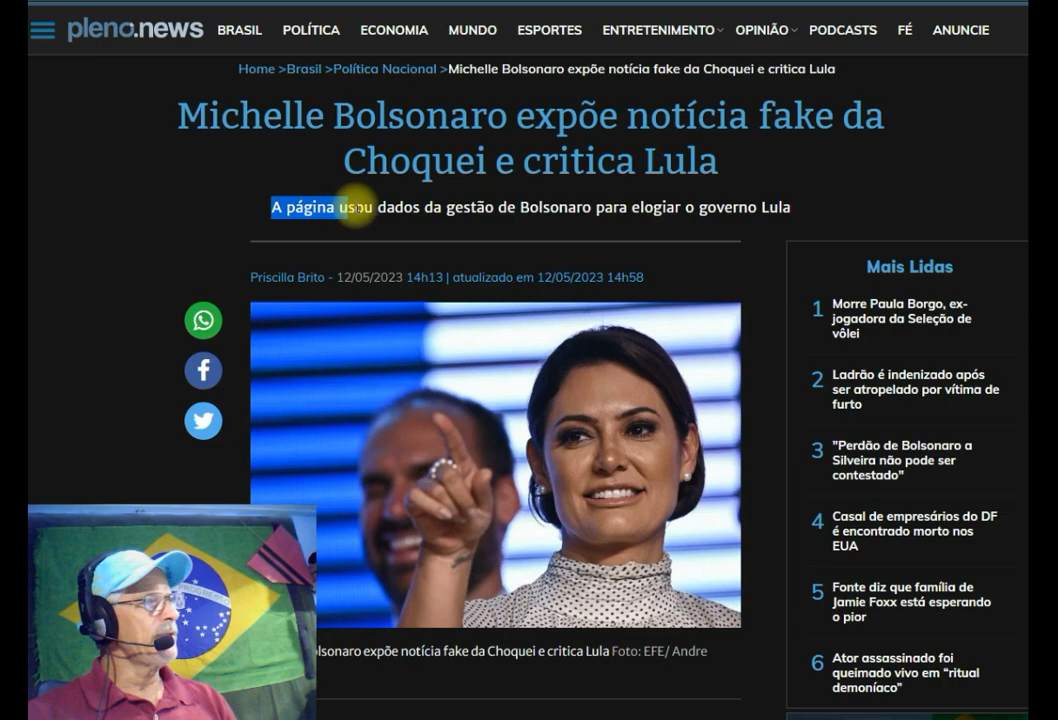 pleno.news BRASIL POLÍTICA ECONOMIA MUNDO ESPORTES ENTRETENIMENTO OPINIÃO PODCASTS FÉ ANUNCIE
Home >Brasil >Política Nacional >Michelle Bolsonaro expõe notícia fake da Choquei e critica Lula
Michelle Bolsonaro expõe notícia fake da
Choquei e critica Lula
A página usou dados da gestão de Bolsonaro para elogiar o governo Lula
Priscilla Brito - 12/05/2023 14h13 | atualizado em 12/05/2023 14h58
olsonaro expõe notícia fake da Choquei e critica Lula Foto: EFE/ Andre
Mais Lidas
1 Morre Paula Borgo, ex-
jogadora da Seleção de
vôlei
2 Ladrão é indenizado após
ser atropelado por vítima de
furto
3 "Perdão de Bolsonaro a
Silveira não pode ser
contestado"
4 Casal de empresários do DF
é encontrado morto nos
EUA
5 Fonte diz que família de
Jamie Foxx está esperando
o pior
6 Ator assassinado foi
queimado vivo em “ritual
demoníaco”